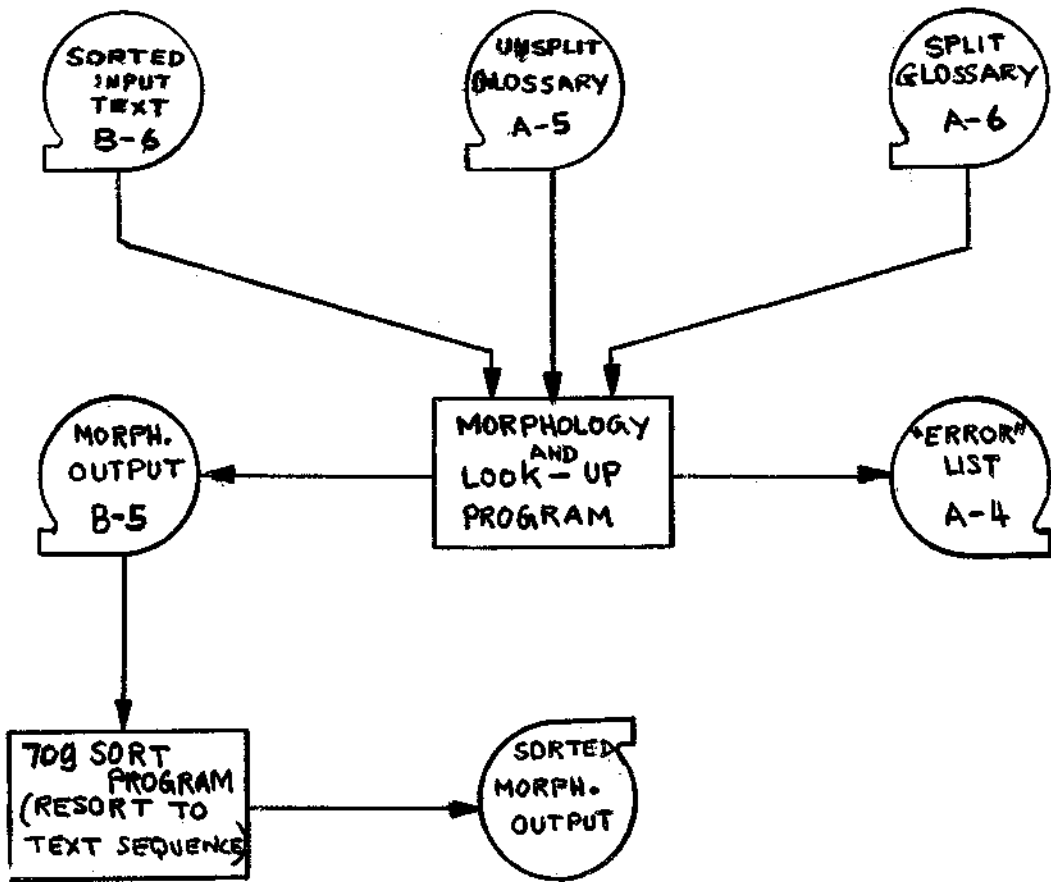 SORTED
INPUT
TEXT
B-6
UNSPLIT
GLOSSARY
A-5
SPLIT
GLOSSARY
A-6
MORPH.
OUTPUT
B-5
MORPHOLOGY
AND
LOOK-UP
PROGRAM
"ERROR"
LIST
A-4
709 SORT
PROGRAM
(RESORT TO
TEXT SEQUENCE)
SORTED
MORPH.
OUTPUT